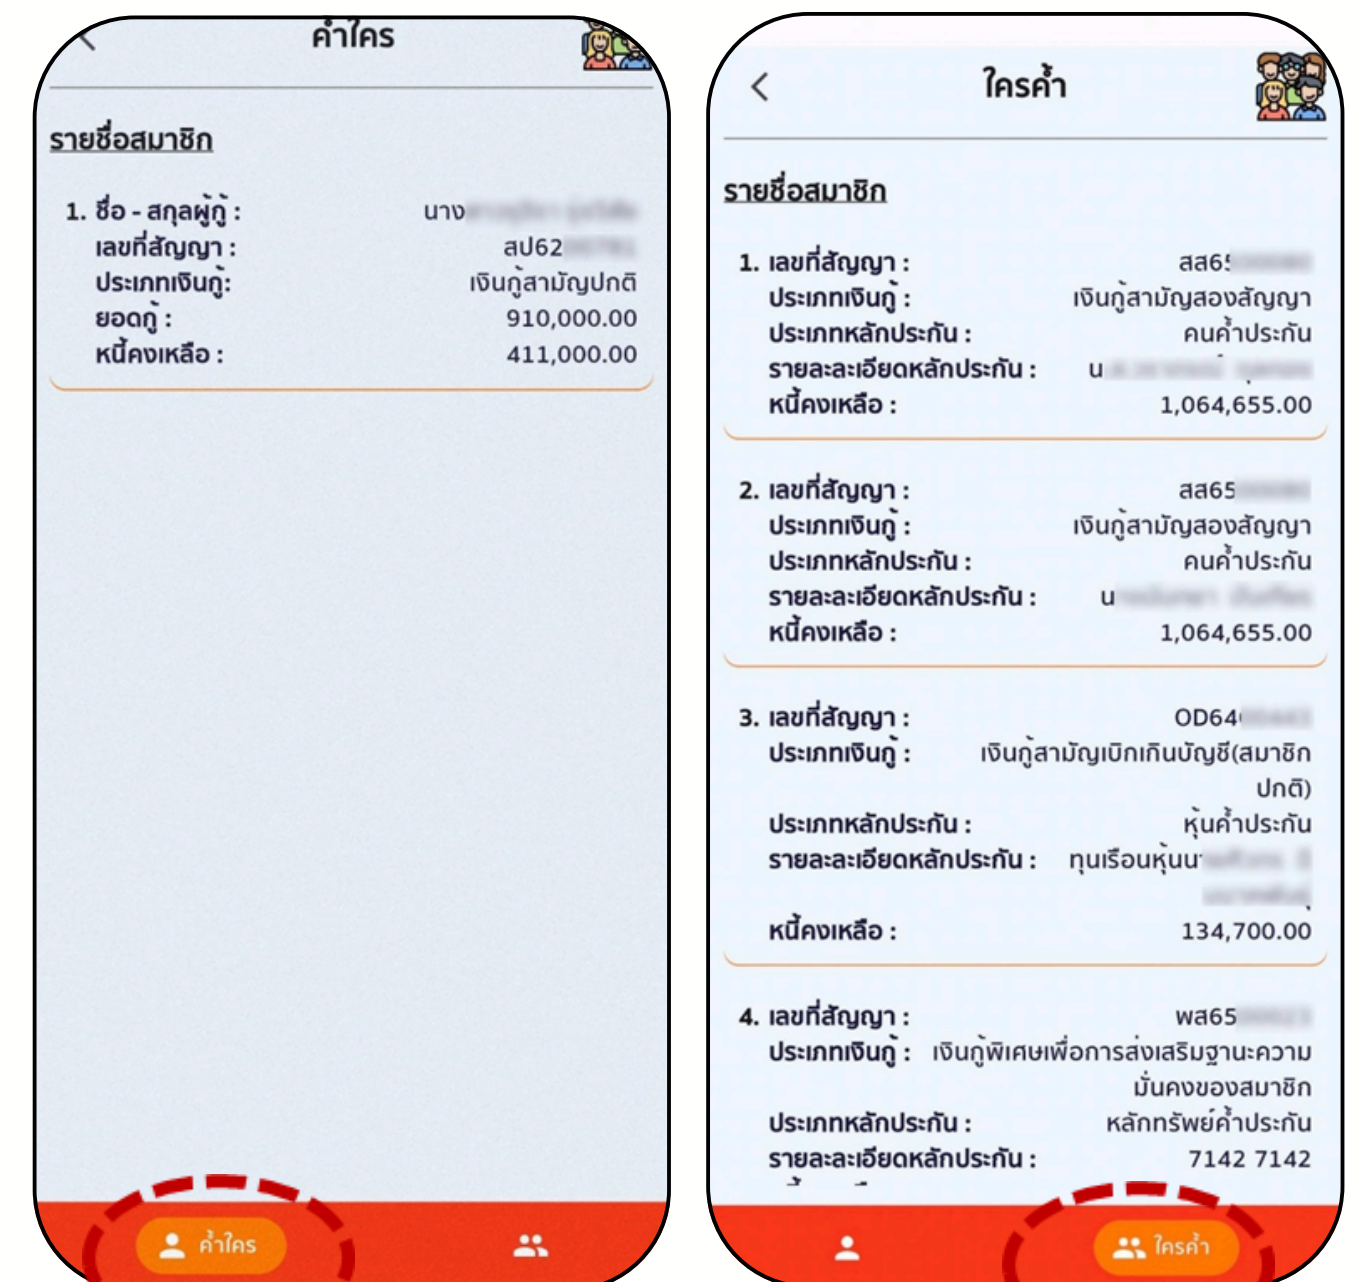 ค้ำใคร
รายชื่อสมาชิก
1. ชื่อ - สกุลผู้กู้ : นาง
เลขที่สัญญา : สป62
ประเภทเงินกู้: เงินกู้สามัญปกติ
ยอดกู้ : 910,000.00
หนี้คงเหลือ : 411,000.00
ค้ำใคร
ใครค้ำ
รายชื่อสมาชิก
1. เลขที่สัญญา : สส65
ประเภทเงินกู้ : เงินกู้สามัญสองสัญญา
ประเภทหลักประกัน : คนค้ำประกัน
รายละละเอียดหลักประกัน : น
หนี้คงเหลือ : 1,064,655.00
2. เลขที่สัญญา : สส65
ประเภทเงินกู้ : เงินกู้สามัญสองสัญญา
ประเภทหลักประกัน : คนค้ำประกัน
รายละละเอียดหลักประกัน : น
หนี้คงเหลือ : 1,064,655.00
3. เลขที่สัญญา : OD64
ประเภทเงินกู้ : เงินกู้สามัญเบิกเกินบัญชี(สมาชิก
ปกติ)
ประเภทหลักประกัน : หุ้นค้ำประกัน
รายละละเอียดหลักประกัน : ทุนเรือนหุ้นน
หนี้คงเหลือ : 134,700.00
4. เลขที่สัญญา : พส65
ประเภทเงินกู้ : เงินกู้พิเศษเพื่อการส่งเสริมฐานะความ
มั่นคงของสมาชิก
ประเภทหลักประกัน : หลักทรัพย์ค้ำประกัน
รายละละเอียดหลักประกัน : 7142 7142
ใครค้ำ